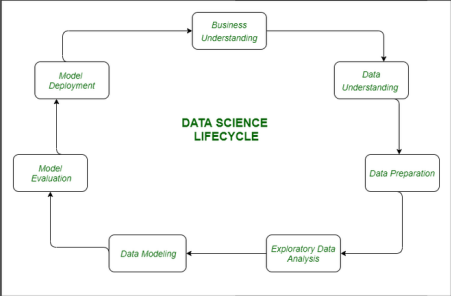 Business
Understanding
Model
Deployment
Data
Understanding
DATA SCIENCE
LIFECYCLE
Model
Evaluation
Data Preparation
Data Modeling
Exploratory Data
Analysis